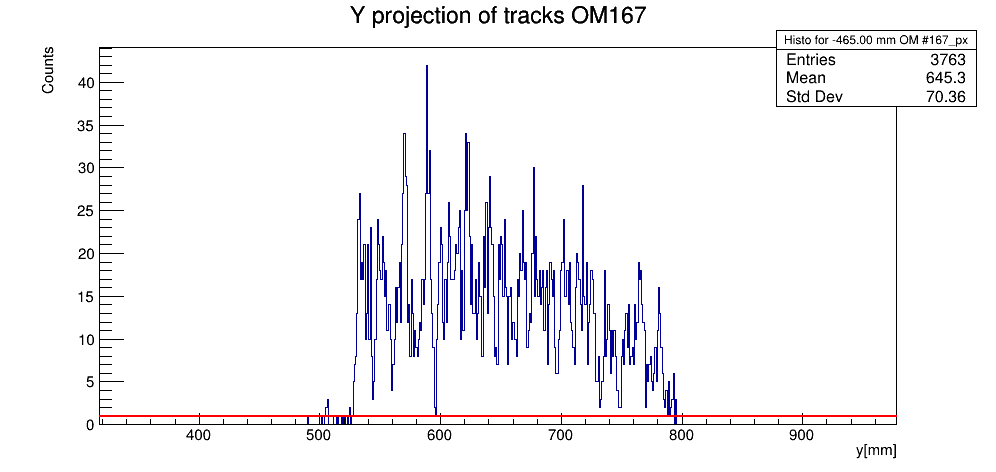 Y projection of tracks OM167
Histo for -465.00 mm OM #167_px
Entries 3763
Mean 645.3
Std Dev 70.36
Counts
40
35
30
25
20
15
10
5
0
400 500 600 700 800 900
y[mm]